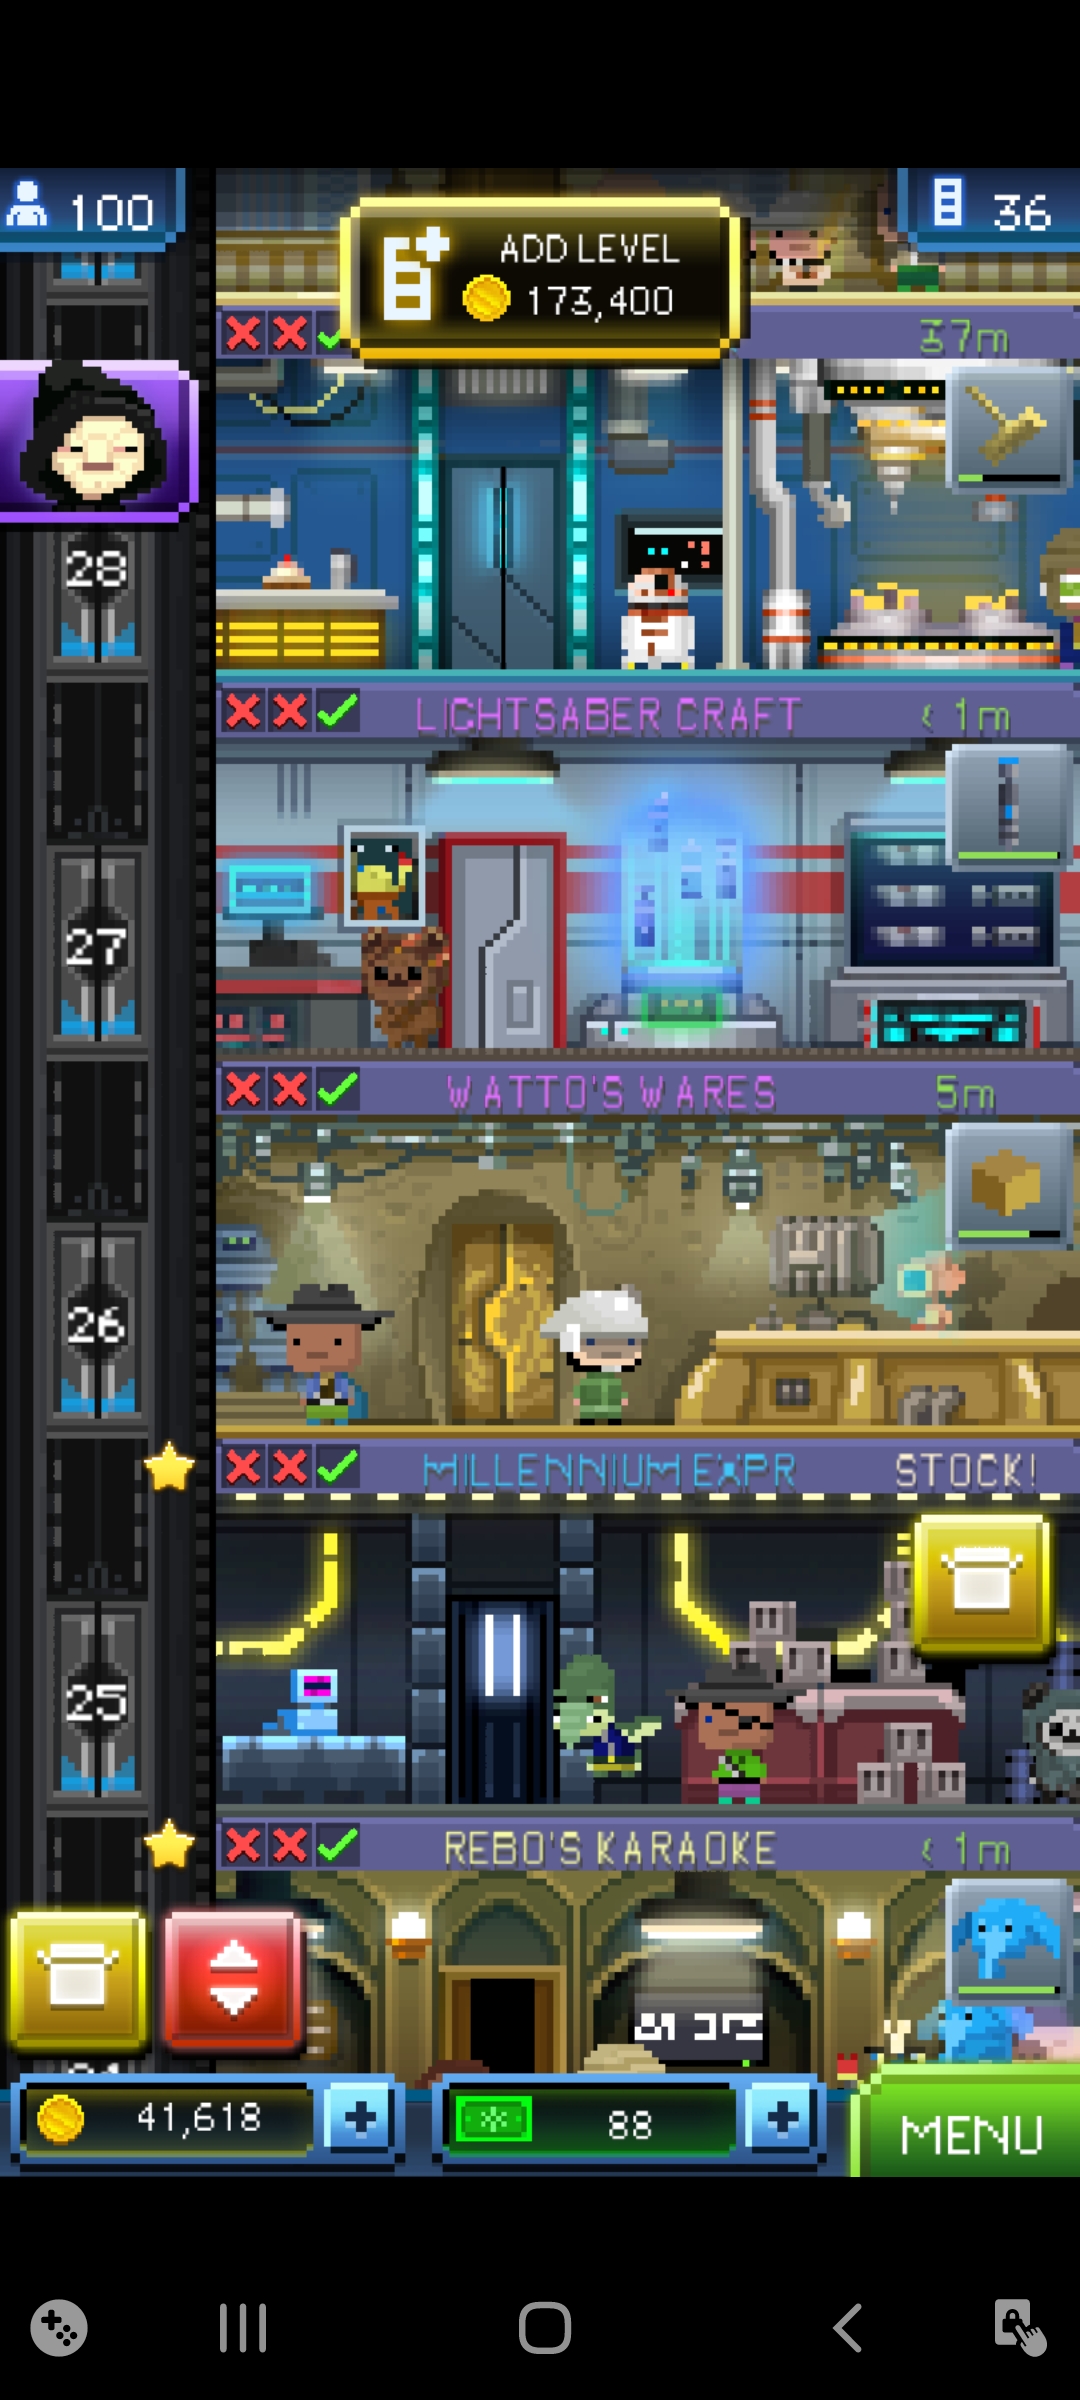 100
ADD LEVEL
173,400
36
37m
28
LIGHTSABER CRAFT
< 1m
27
WATTO'S WARES
5m
26
MILLENNIUM EXPR
STOCK!
25
REBO'S KARAOKE
< 1m
41,618
88
MENU